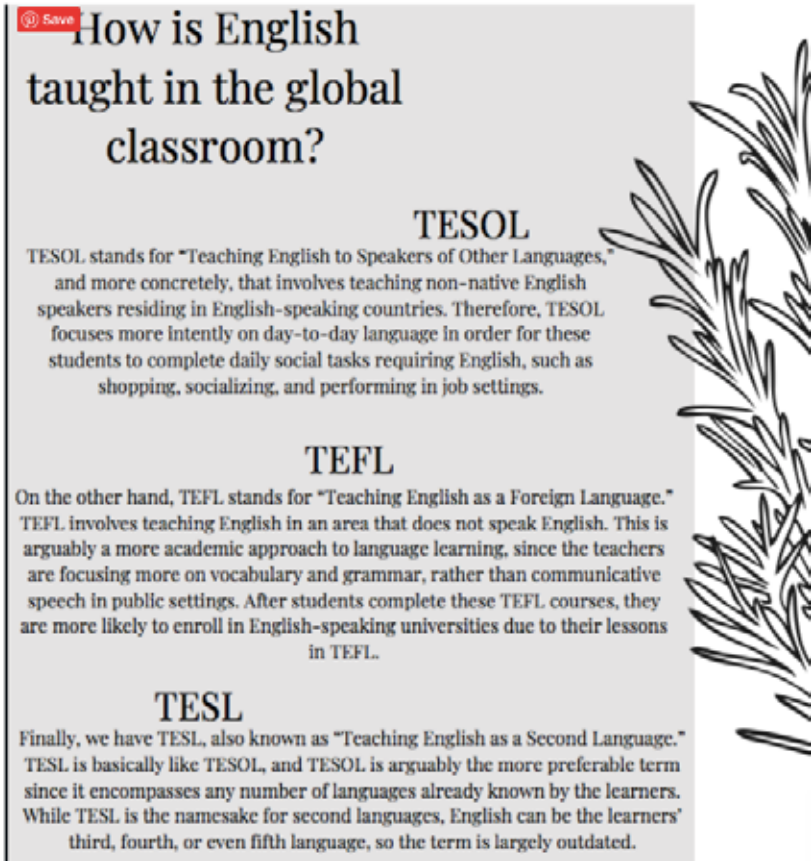 Save
How is English
taught in the global
classroom?
TESOL
TESOL stands for “Teaching English to Speakers of Other Languages,”
and more concretely, that involves teaching non-native English
speakers residing in English-speaking countries. Therefore, TESOL
focuses more intently on day-to-day language in order for these
students to complete daily social tasks requiring English, such as
shopping, socializing, and performing in job settings.
TEFL
On the other hand, TEFL stands for “Teaching English as a Foreign Language.”
TEFL involves teaching English in an area that does not speak English. This is
arguably a more academic approach to language learning, since the teachers
are focusing more on vocabulary and grammar, rather than communicative
speech in public settings. After students complete these TEFL courses, they
are more likely to enroll in English-speaking universities due to their lessons
in TEFL.
TESL
Finally, we have TESL, also known as “Teaching English as a Second Language.”
TESL is basically like TESOL, and TESOL is arguably the more preferable term
since it encompasses any number of languages already known by the learners.
While TESL is the namesake for second languages, English can be the learners’
third, fourth, or even fifth language, so the term is largely outdated.